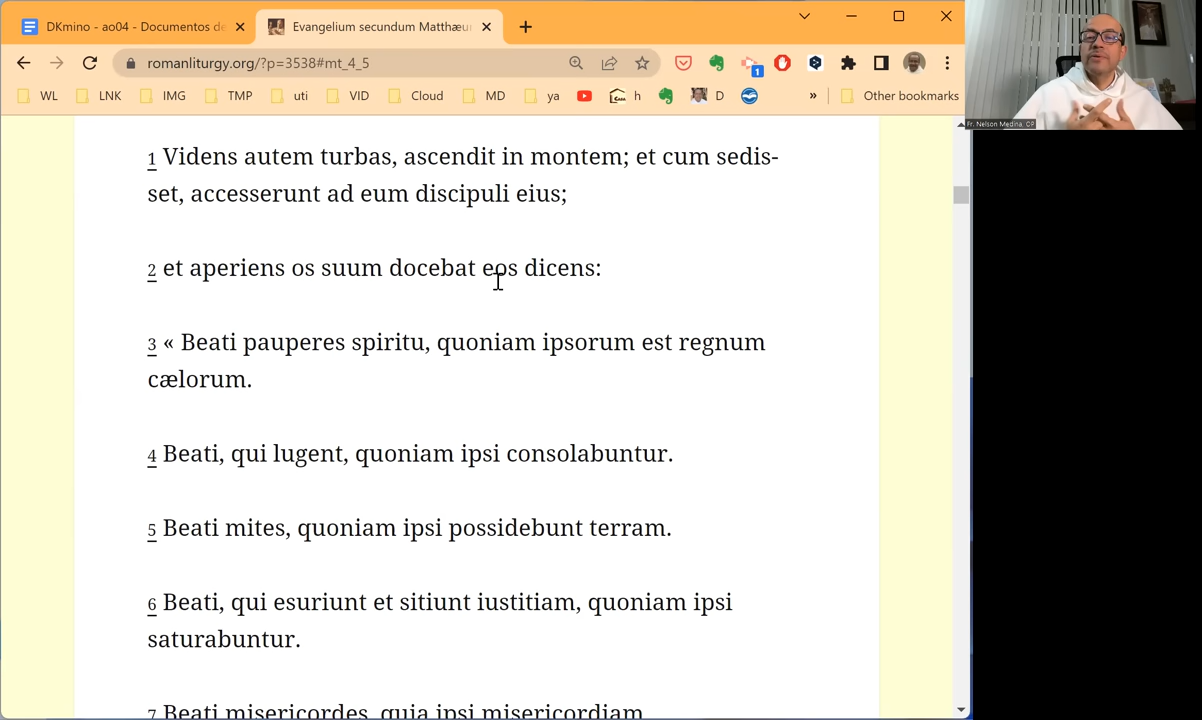 DKmino - ao04 - Documentos de
Evangelium secundum Matthæu
romanliturgy.org/?p=3538#mt_4_5
1
WL LNK IMG TMP uti VID Cloud MD ya h D » Other bookmarks
Fr. Nelson Medina, OP
1 Videns autem turbas, ascendit in montem; et cum sedis-
set, accesserunt ad eum discipuli eius;
2 et aperiens os suum docebat eos dicens:
3 « Beati pauperes spiritu, quoniam ipsorum est regnum
cælorum.
4 Beati, qui lugent, quoniam ipsi consolabuntur.
5 Beati mites, quoniam ipsi possidebunt terram.
6 Beati, qui esuriunt et sitiunt iustitiam, quoniam ipsi
saturabuntur.
7 Beati misericordes, quia ipsi misericordiam